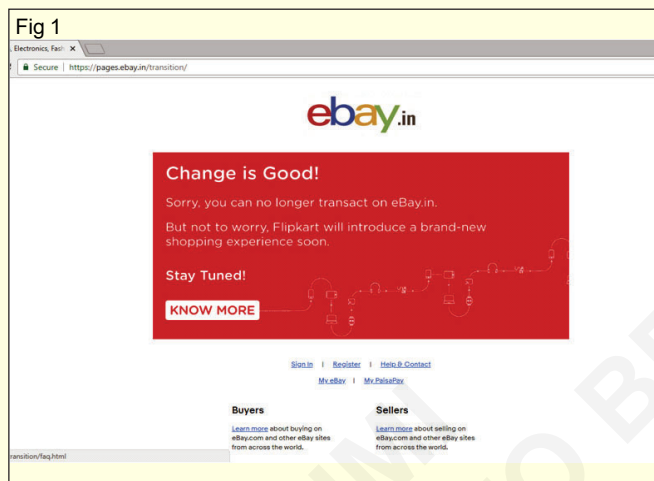 Fig 1
, Electronics, Fash
Secure | https://pages.ebay.in/transition/
ebay.in
Change is Good!
Sorry, you can no longer transact on eBay.in.
But not to worry, Flipkart will introduce a brand-new
shopping experience soon.
Stay Tuned!
KNOW MORE
Sign in | Register | Help & Contact
My eBay | My PaisaPay
Buyers
Learn more about buying on
eBay.com and other eBay sites
from across the world.
Sellers
Learn more about selling on
eBay.com and other eBay sites
from across the world.
ransition/faq.html